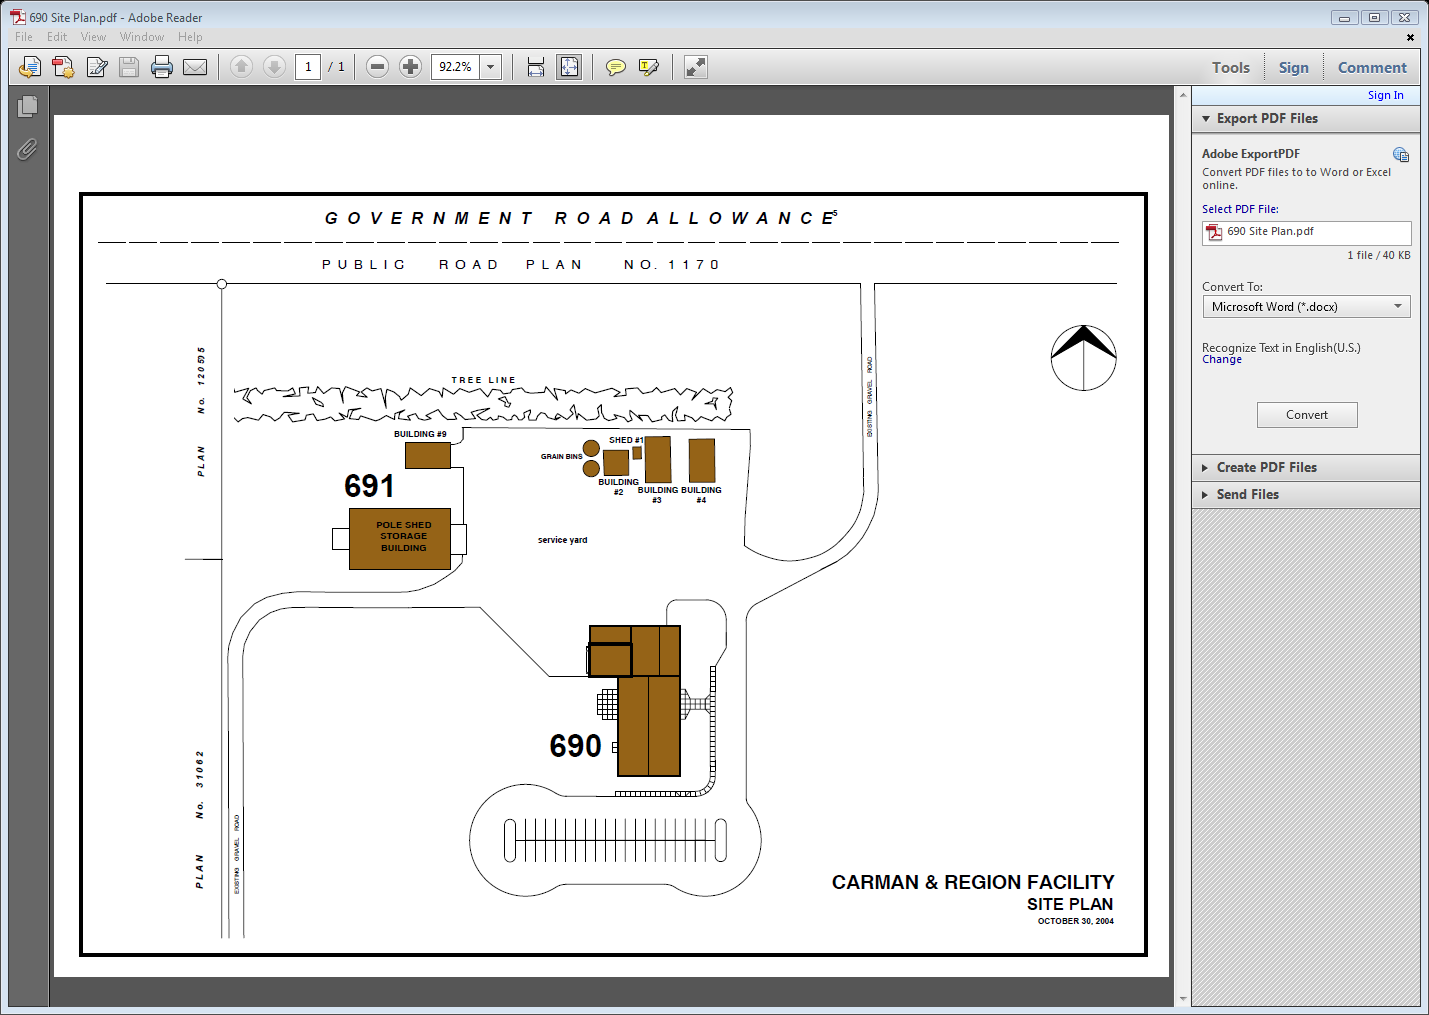 690 Site Plan.pdf - Adobe Reader
File Edit View Window Help
1 / 1 92.2% Tools Sign Comment
Sign In
Export PDF Files
Adobe ExportPDF
Convert PDF files to to Word or Excel
online.
Select PDF File:
690 Site Plan.pdf
1 file / 40 KB
Convert To:
Microsoft Word (*.docx)
Recognize Text in English(U.S.)
Change
Convert
Create PDF Files
Send Files
GOVERNMENT ROAD ALLOWANCE
PUBLIC ROAD PLAN NO. 1170
PLAN No. 120595
EXISTING GRAVEL ROAD
TREE LINE
BUILDING #9
SHED #1
GRAIN BINS
BUILDING
#2
BUILDING
#3
BUILDING
#4
691
POLE SHED
STORAGE
BUILDING
service yard
690
PLAN No. 31062
EXISTING GRAVEL ROAD
CARMAN & REGION FACILITY
SITE PLAN
OCTOBER 30, 2004